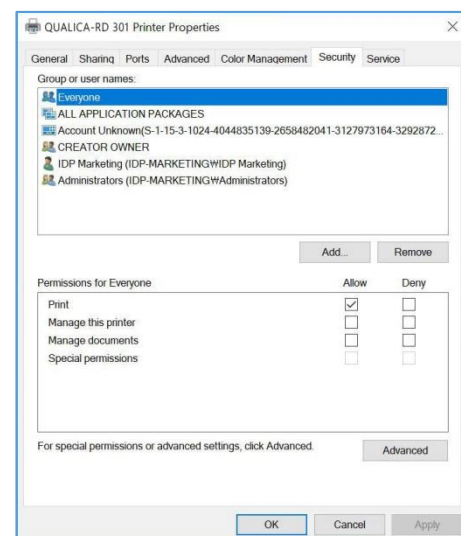 QUALICA-RD 301 Printer Properties
General Sharing Ports Advanced Color Management Security Service
Group or user names:
Everyone
ALL APPLICATION PACKAGES
Account Unknown(S-1-15-3-1024-4044835139-2658482041-3127973164-3292872...
CREATOR OWNER
IDP Marketing (IDP-MARKETING₩IDP Marketing)
Administrators (IDP-MARKETING₩Administrators)
Add... Remove
Permissions for Everyone Allow Deny
Print
Manage this printer
Manage documents
Special permissions
For special permissions or advanced settings, click Advanced.
Advanced
OK Cancel Apply